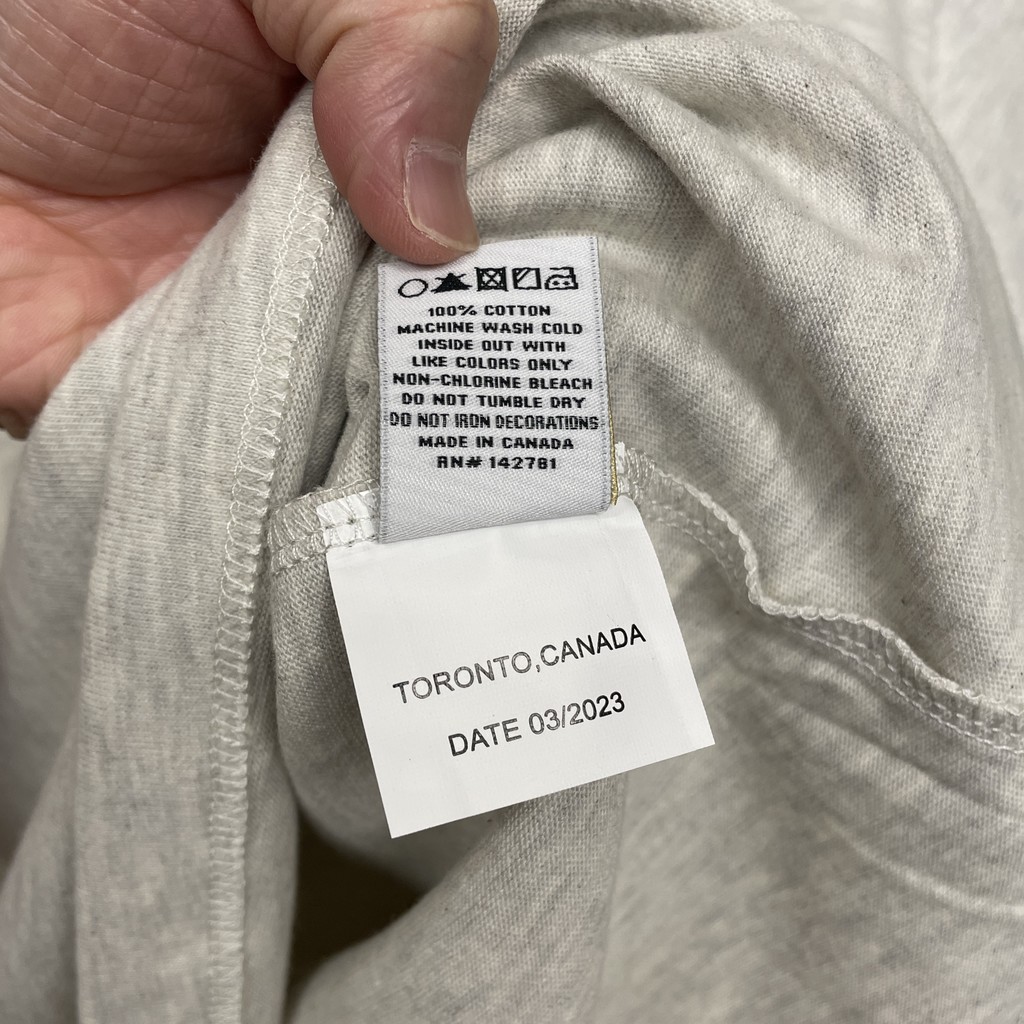 100% COTTON
MACHINE WASH COLD
INSIDE OUT WITH
LIKE COLORS ONLY
NON-CHLORINE BLEACH
DO NOT TUMBLE DRY
DO NOT IRON DECORATIONS
MADE IN CANADA
RN# 142781
TORONTO,CANADA
DATE 03/2023